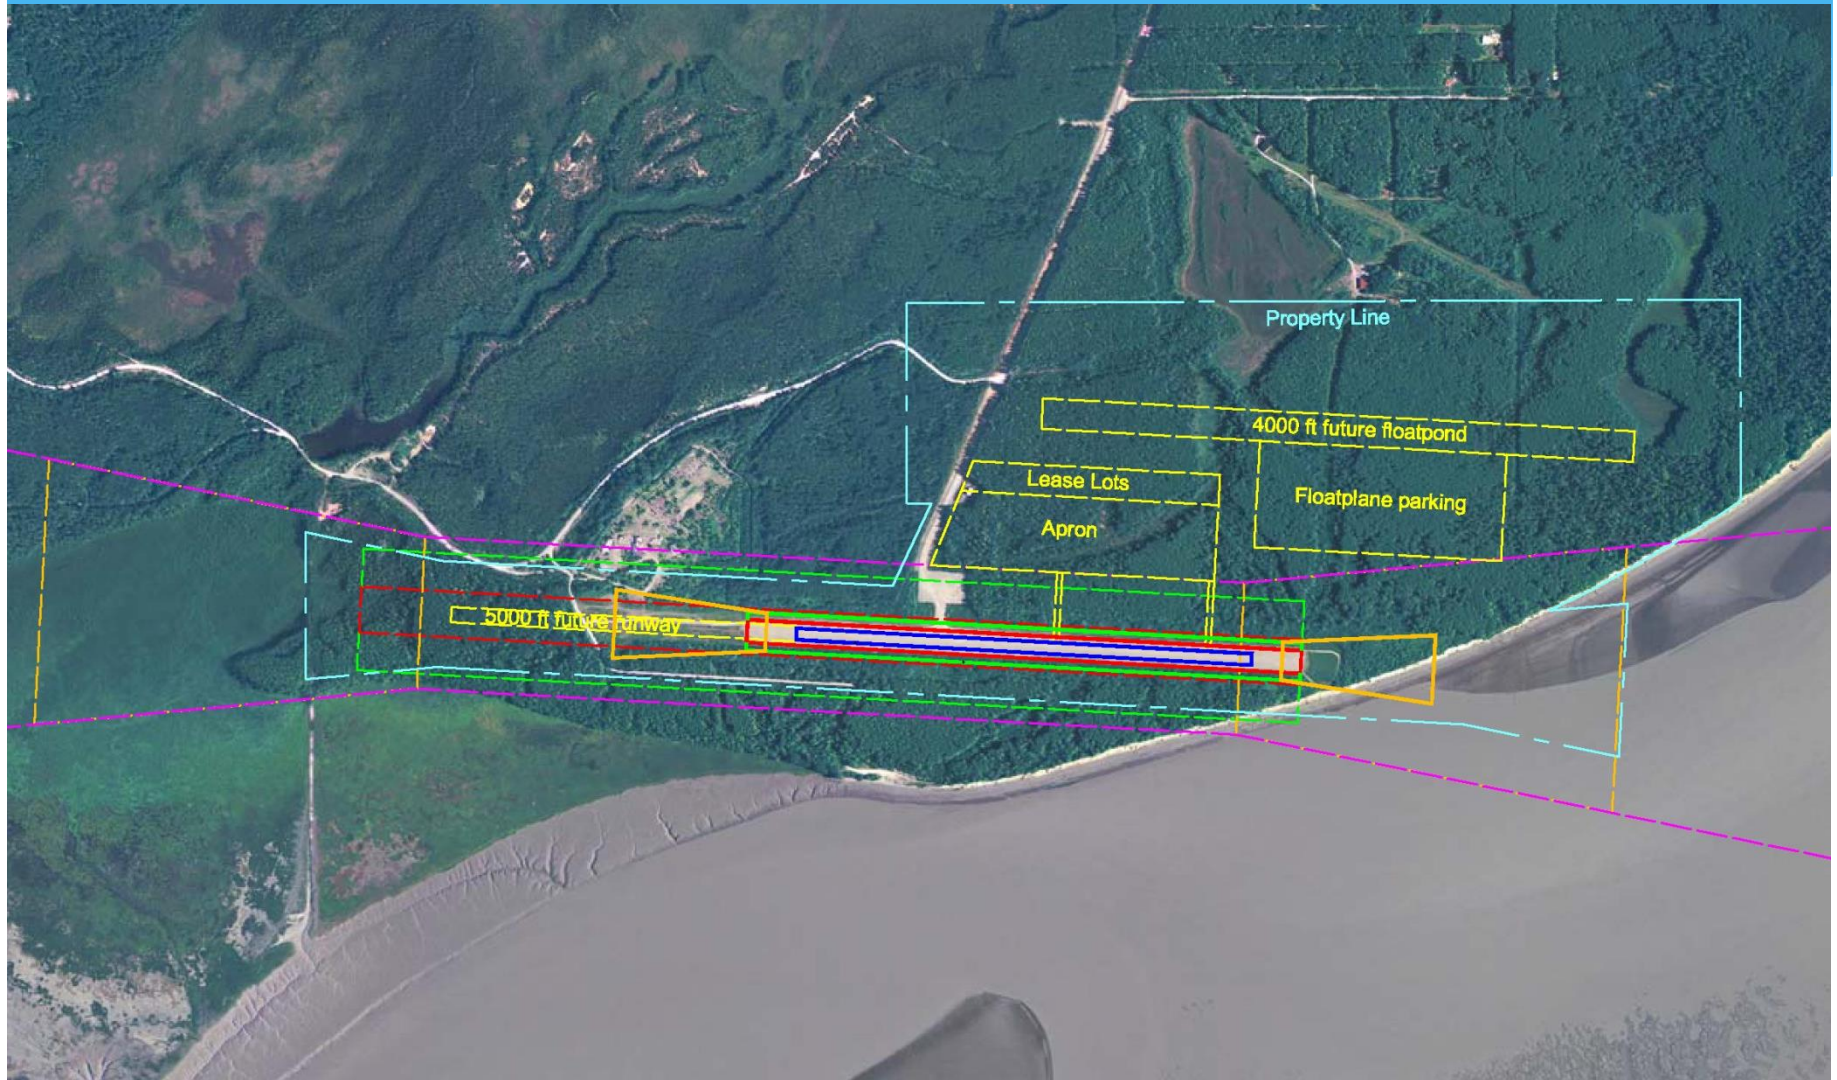 Property Line
4000 ft future floatpond
Lease Lots
Floatplane parking
Apron
5000 ft future runway